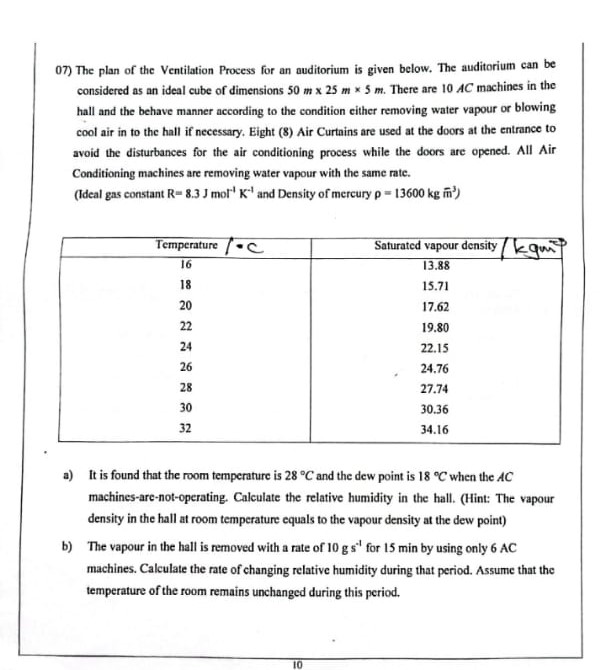 07) The plan of the Ventilation Process for an auditorium is given below. The auditorium can be
considered as an ideal cube of dimensions 50 m x 25 m × 5 m. There are 10 AC machines in the
hall and the behave manner according to the condition either removing water vapour or blowing
cool air in to the hall if necessary. Eight (8) Air Curtains are used at the doors at the entrance to
avoid the disturbances for the air conditioning process while the doors are opened. All Air
Conditioning machines are removing water vapour with the same rate.
(Ideal gas constant R= 8.3 J mol⁻¹ K⁻¹ and Density of mercury ρ = 13600 kg m̄³)
Temperature /°C Saturated vapour density / kgm⁻³
16 13.88
18 15.71
20 17.62
22 19.80
24 22.15
26 24.76
28 27.74
30 30.36
32 34.16
a) It is found that the room temperature is 28 °C and the dew point is 18 °C when the AC
machines-are-not-operating. Calculate the relative humidity in the hall. (Hint: The vapour
density in the hall at room temperature equals to the vapour density at the dew point)
b) The vapour in the hall is removed with a rate of 10 g s⁻¹ for 15 min by using only 6 AC
machines. Calculate the rate of changing relative humidity during that period. Assume that the
temperature of the room remains unchanged during this period.
10